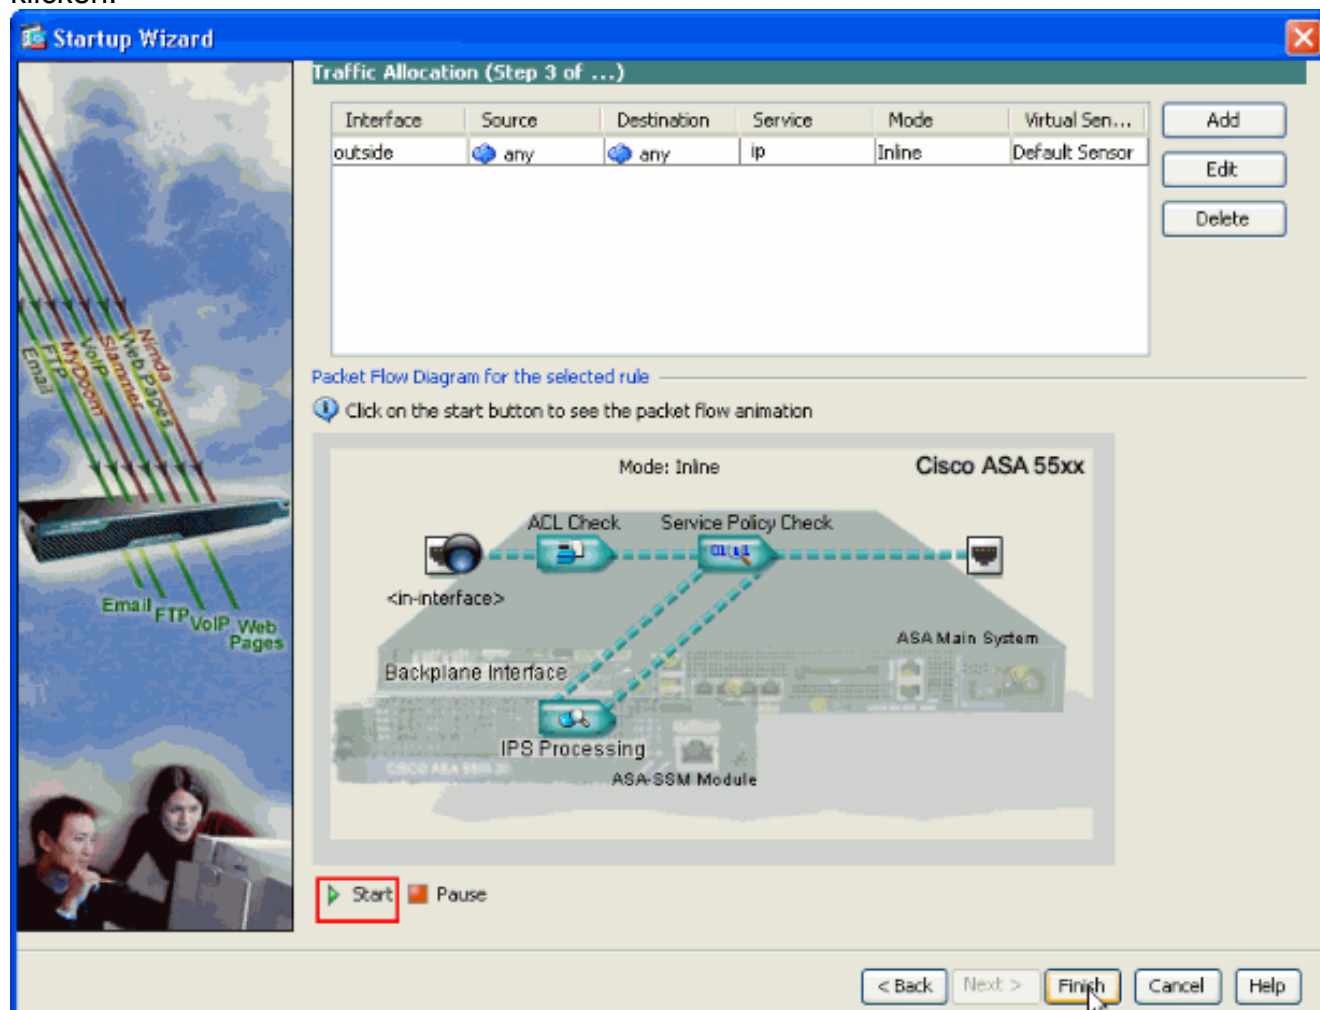 klicken.
Startup Wizard
Traffic Allocation (Step 3 of ...)
Interface Source Destination Service Mode Virtual Sen...
outside any any ip Inline Default Sensor
Add
Edit
Delete
Nimda
Web Pages
Slammer
VoIP
MyDoom
FTP
Email
Email FTP VoIP Web Pages
Packet Flow Diagram for the selected rule
Click on the start button to see the packet flow animation
Mode: Inline
Cisco ASA 55xx
ACL Check Service Policy Check
<in-interface>
ASA Main System
Backplane Interface
IPS Processing
ASA-SSM Module
Start Pause
< Back Next > Finish Cancel Help